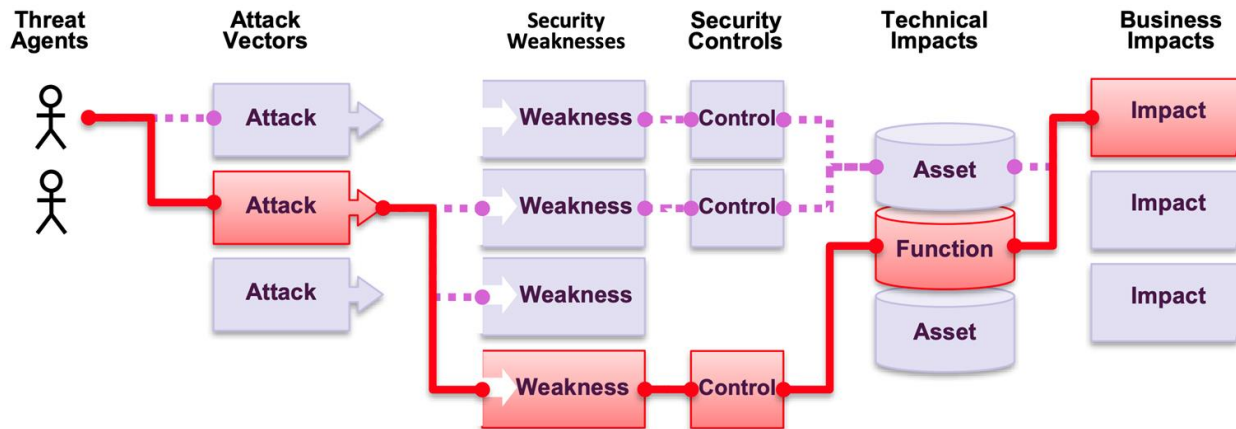 Threat
Agents
Attack
Vectors
Security
Weaknesses
Security
Controls
Technical
Impacts
Business
Impacts
Attack
Weakness
Control
Asset
Impact
Attack
Weakness
Control
Function
Impact
Attack
Weakness
Asset
Impact
Weakness
Control